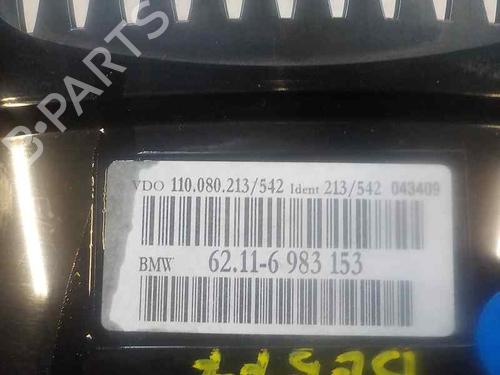 B-PARTS
VDO 110.080.213/542 Ident 213/542 043409
BMW 62.11-6 983 153